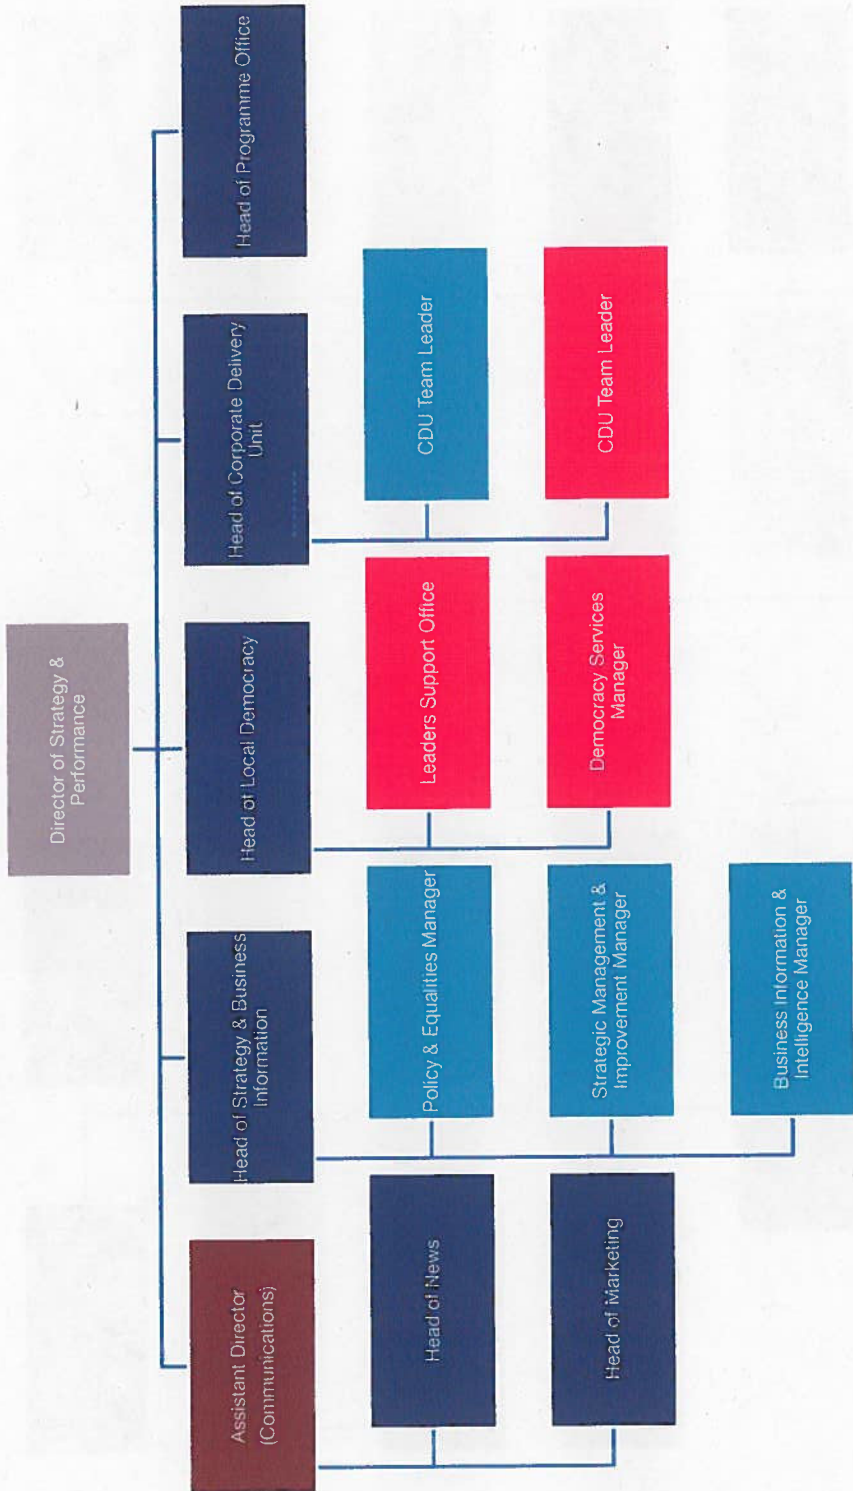 Director of Strategy &
Performance
Assistant Director
(Communications)
Head of Strategy & Business
Information
Head of Local Democracy
Head of Corporate Delivery
Unit
Head of Programme Office
Head of News
Policy & Equalities Manager
Leaders Support Office
CDU Team Leader
Head of Marketing
Strategic Management &
Improvement Manager
Democracy Services
Manager
CDU Team Leader
Business Information &
Intelligence Manager